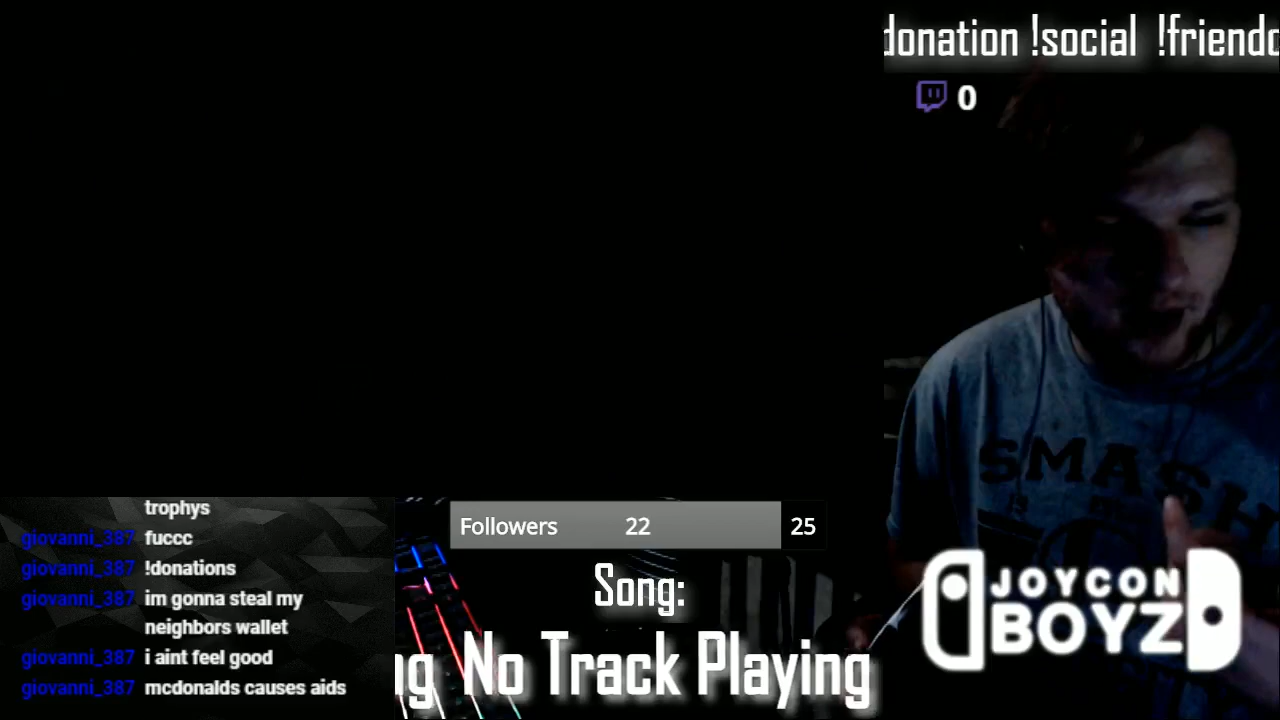 donation !social !friendc
0
SMASH
trophys
giovanni_387 fuccc
giovanni_387 !donations
giovanni_387 im gonna steal my
neighbors wallet
giovanni_387 i aint feel good
giovanni_387 mcdonalds causes aids
Followers 22 25
Song:
ng No Track Playing
JOYCON
BOYZ